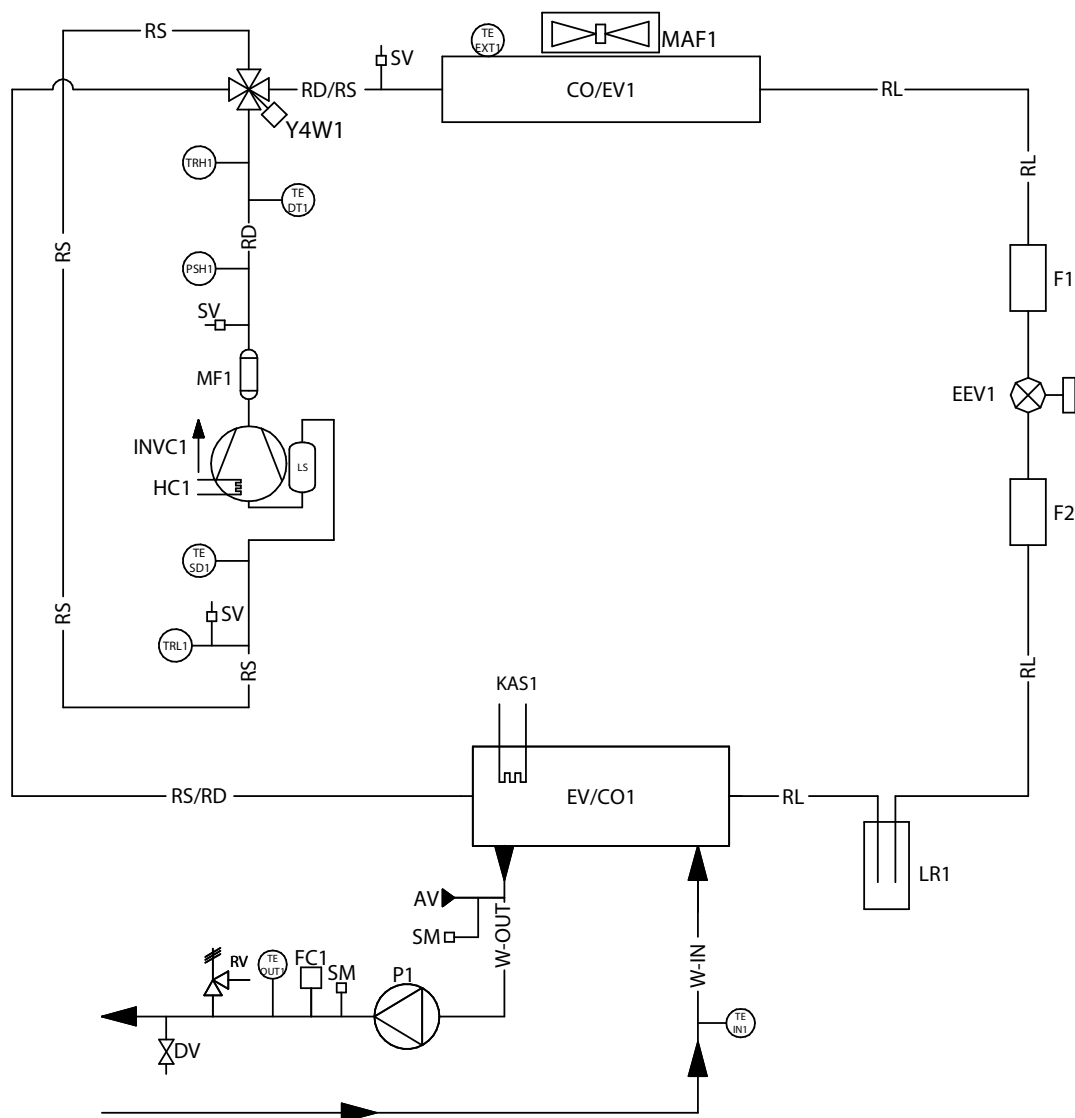 RS
TE
EXT1
MAF1
SV
RD/RS
CO/EV1
RL
Y4W1
TRH1
RL
TE
DT1
RS
RD
PSH1
F1
SV
MF1
EEV1
INVC1
LS
HC1
F2
TE
SD1
RS
SV
TRL1
RS
RL
KAS1
RS/RD
EV/CO1
RL
LR1
AV
SM
W-OUT
W-IN
RV
TE
OUT1
FC1
SM
P1
TE
IN1
DV